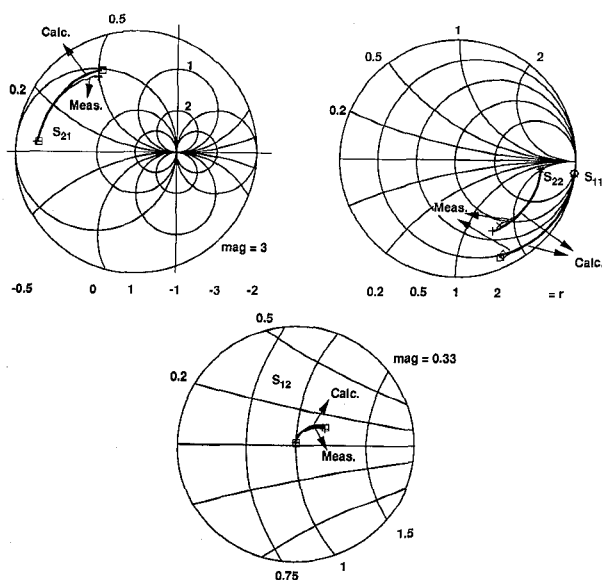 0.5
Calc.
0.2
1
Meas.
2
S21
mag = 3
-0.5 0 1 -1 -3 -2
1
0.5
2
0.2
S22
S11
Meas.
Calc.
0.2 0.5 1 2 = r
0.5
mag = 0.33
0.2
S12
Calc.
Meas.
1.5
1
0.75